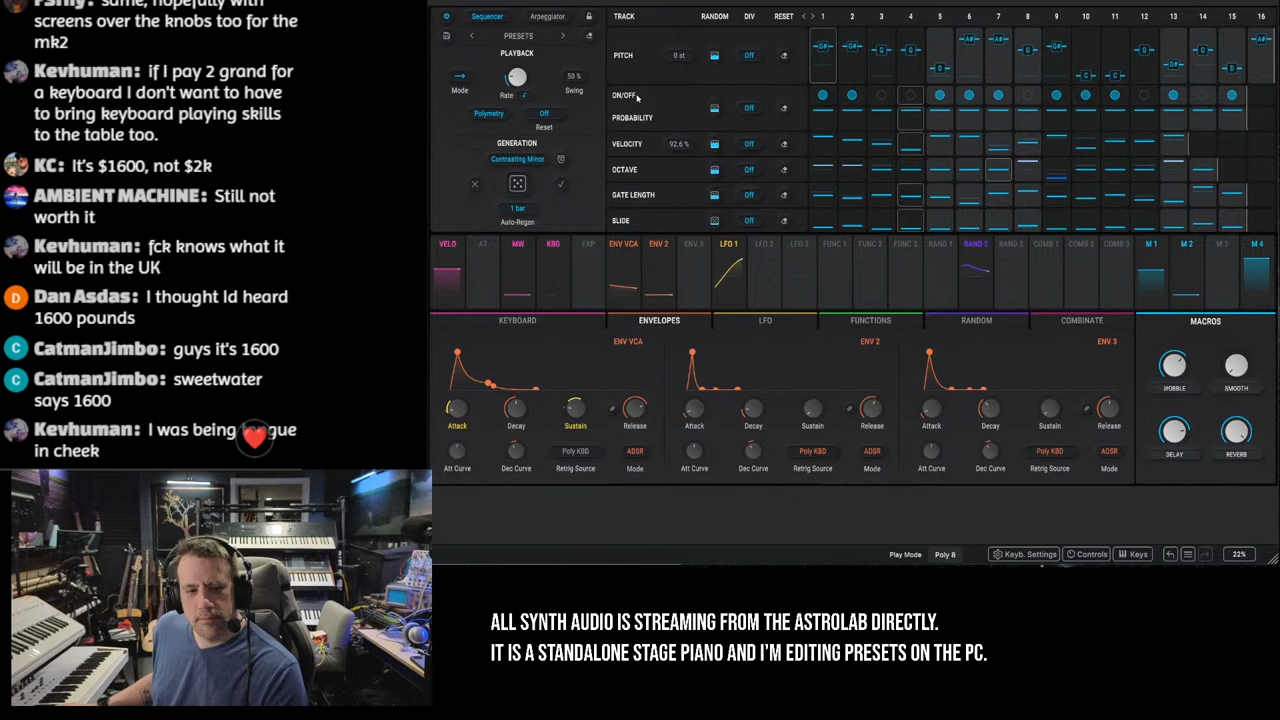 PSrily: same, hopefully with
screens over the knobs too for the
mk2
Kevhuman: if I pay 2 grand for
a keyboard I don't want to have
to bring keyboard playing skills
to the table too.
KC: It's $1600, not $2k
AMBIENT MACHINE: Still not
worth it
Kevhuman: fck knows what it
will be in the UK
Dan Asdas: I thought Id heard
1600 pounds
CatmanJimbo: guys it's 1600
CatmanJimbo: sweetwater
says 1600
Kevhuman: I was being gue
in cheek
Sequencer Arpeggiator TRACK RANDOM DIV RESET 1 2 3 4 5 6 7 8 9 10 11 12 13 14 15 16
PRESETS
PLAYBACK
Mode Rate 50 % Swing
Polymetry Off Reset
GENERATION
Contrasting Minor
1 bar
Auto-Regen
PITCH 0 st Off G# G# G G D A# A# G G# C C G D# G D A#
ON/OFF
PROBABILITY Off
VELOCITY 92.6 % Off
OCTAVE Off
GATE LENGTH Off
SLIDE Off
VELO AT MW KBD EXP ENV VCA ENV 2 ENV 3 LFO 1 LFO 2 LFO 3 FUNC 1 FUNC 2 FUNC 3 RAND 1 RAND 2 RAND 3 COMB 1 COMB 2 COMB 3 M 1 M 2 M 3 M 4
KEYBOARD ENVELOPES LFO FUNCTIONS RANDOM COMBINATE MACROS
ENV VCA ENV 2 ENV 3
WOBBLE SMOOTH
Attack Decay Sustain Release Attack Decay Sustain Release Attack Decay Sustain Release
Poly KBD ADSR Poly KBD ADSR Poly KBD ADSR
DELAY REVERB
Att Curve Dec Curve Retrig Source Mode Att Curve Dec Curve Retrig Source Mode Att Curve Dec Curve Retrig Source Mode
Play Mode Poly 8 Keyb. Settings Controls Keys 22%
ALL SYNTH AUDIO IS STREAMING FROM THE ASTROLAB DIRECTLY.
IT IS A STANDALONE STAGE PIANO AND I'M EDITING PRESETS ON THE PC.